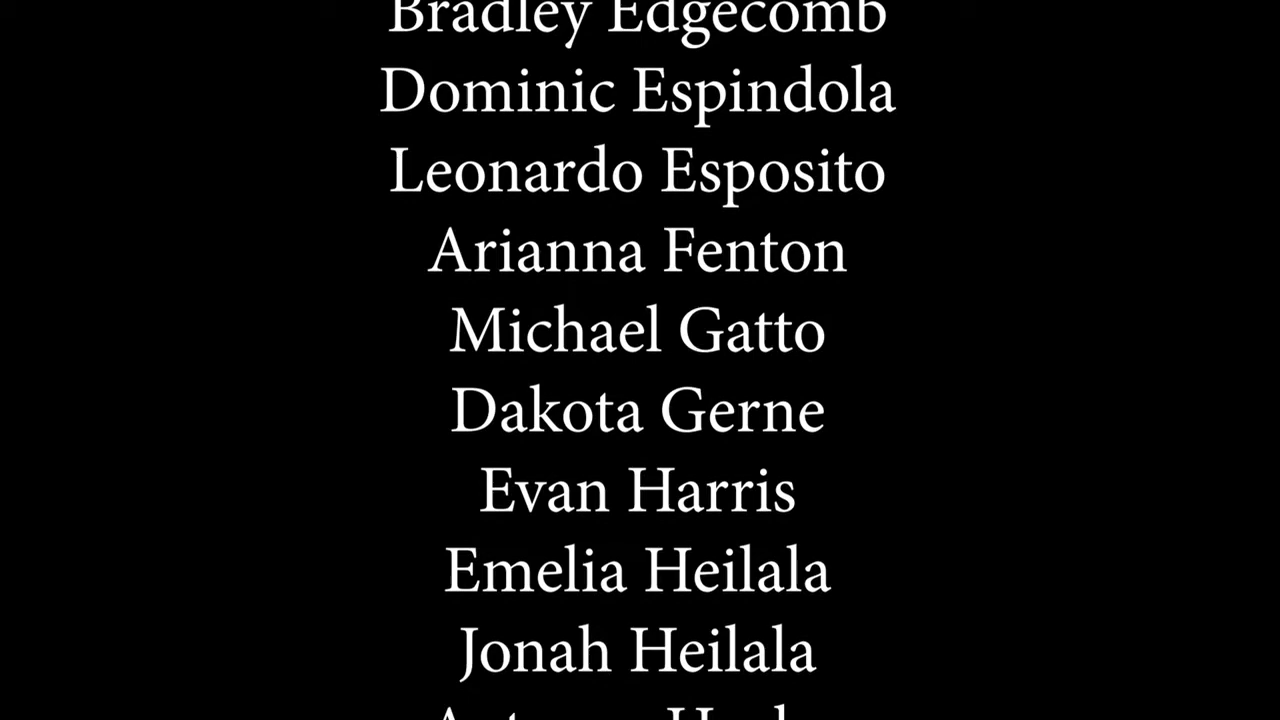 Bradley Edgecomb
Dominic Espindola
Leonardo Esposito
Arianna Fenton
Michael Gatto
Dakota Gerne
Evan Harris
Emelia Heilala
Jonah Heilala